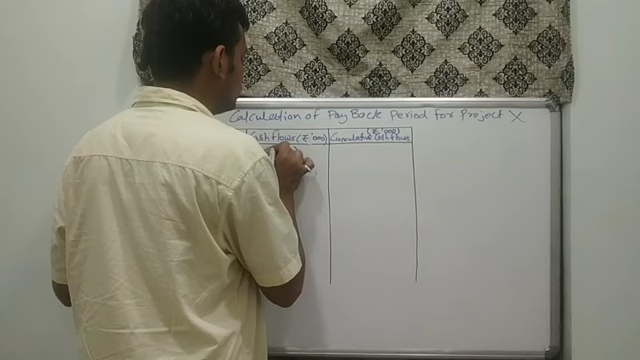 Calculation of Pay Back Period for Project X
Cash flows (₹ '000)
Cumulative Cash flows (₹ '000)